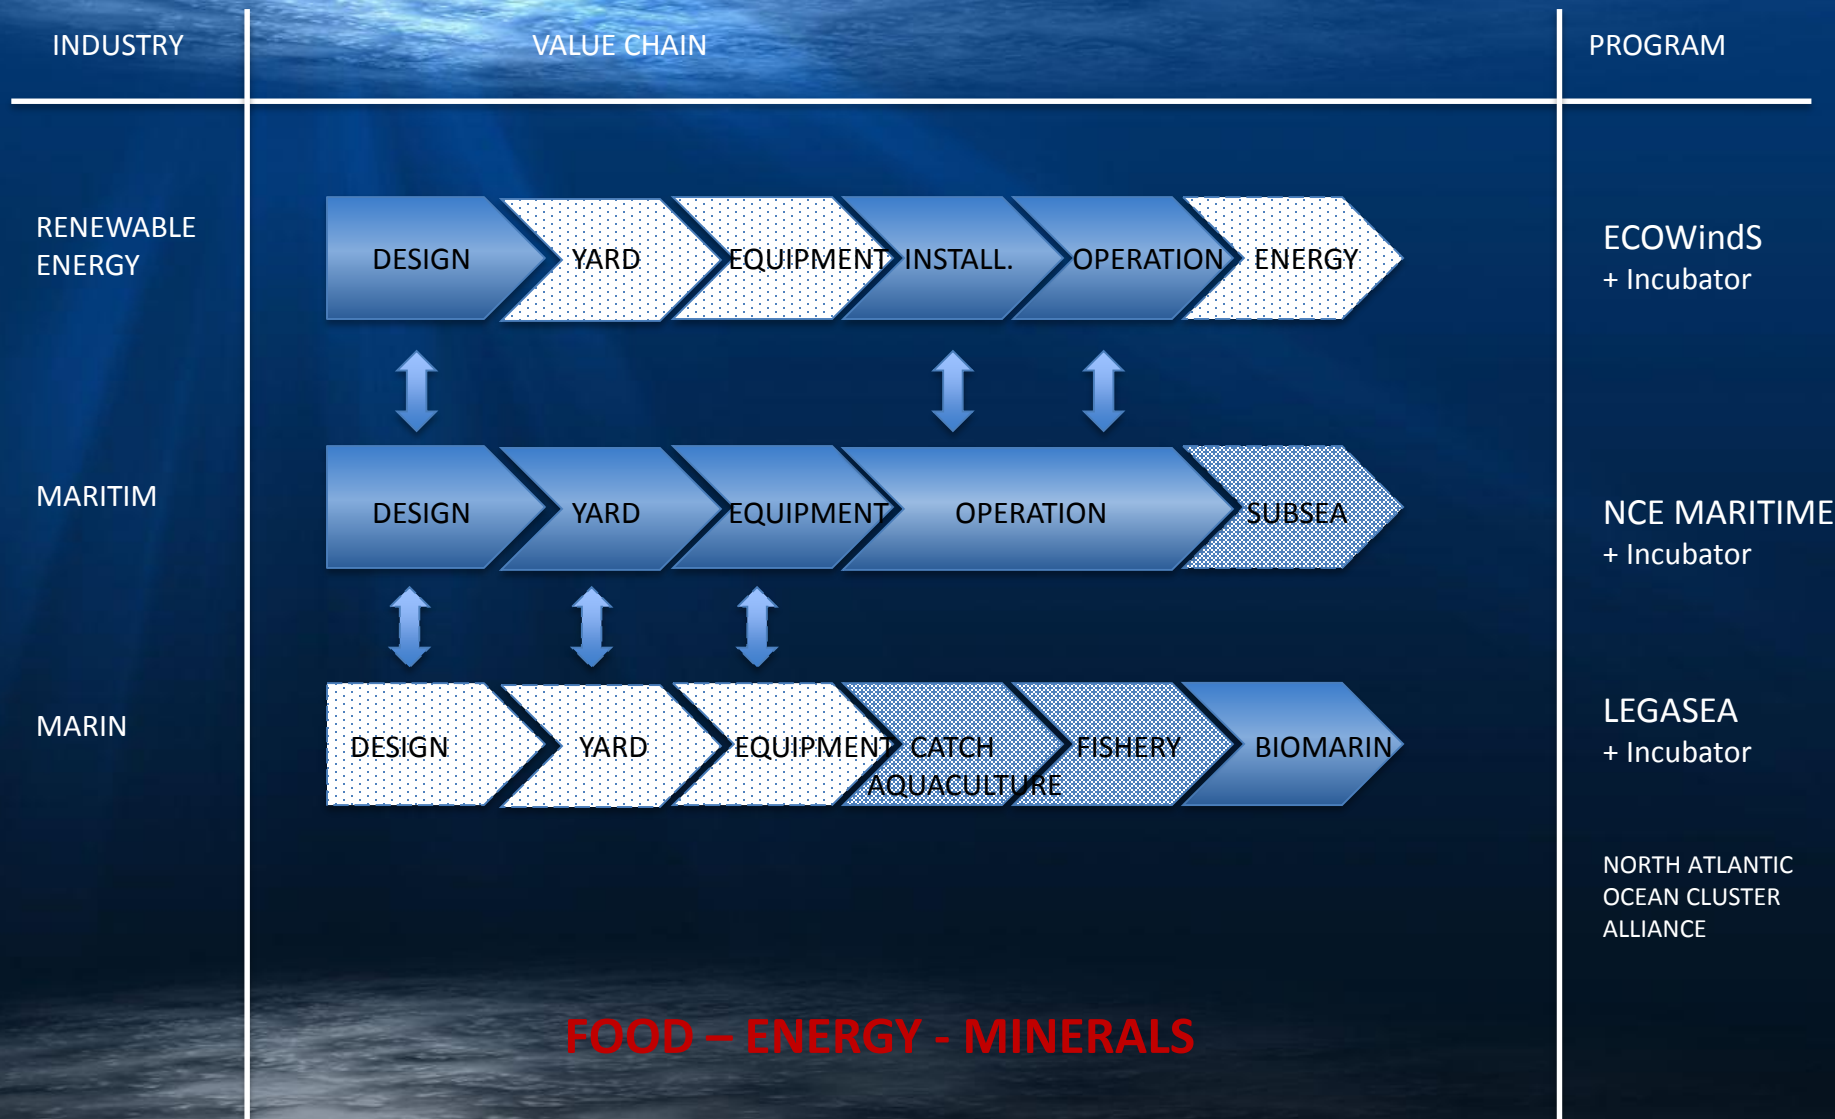 INDUSTRY
VALUE CHAIN
PROGRAM
RENEWABLE
ENERGY
DESIGN
YARD
EQUIPMENT
INSTALL.
OPERATION
ENERGY
ECOWindS
+ Incubator
MARITIM
DESIGN
YARD
EQUIPMENT
OPERATION
SUBSEA
NCE MARITIME
+ Incubator
MARIN
DESIGN
YARD
EQUIPMENT
CATCH
AQUACULTURE
FISHERY
BIOMARIN
LEGASEA
+ Incubator
NORTH ATLANTIC
OCEAN CLUSTER
ALLIANCE
FOOD – ENERGY - MINERALS